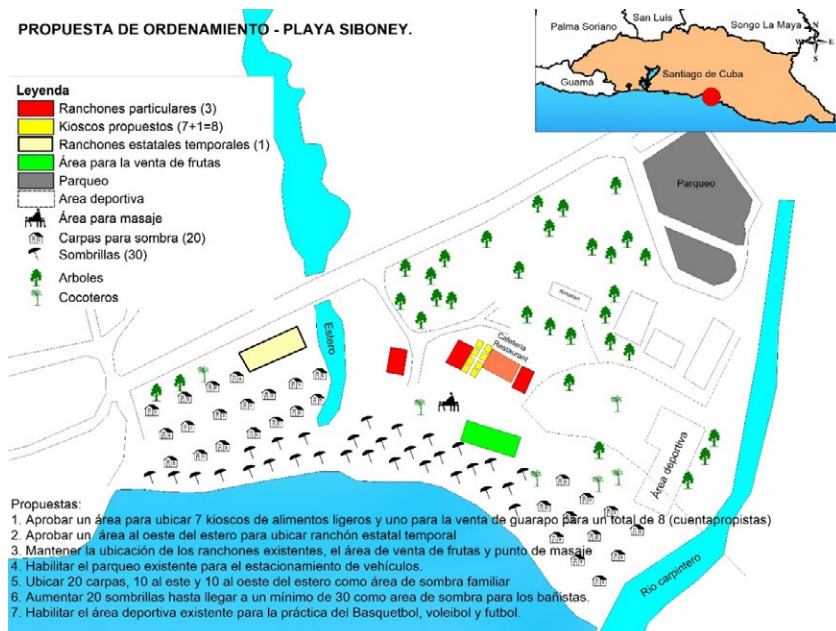 PROPUESTA DE ORDENAMIENTO - PLAYA SIBONEY.
Palma Soriano
San Luis
Songo La Maya
N
W
E
S
Guamá
Santiago de Cuba
Leyenda
Ranchones particulares (3)
Kioscos propuestos (7+1=8)
Ranchones estatales temporales (1)
Área para la venta de frutas
Parqueo
Area deportiva
Área para masaje
Carpas para sombra (20)
Sombrillas (30)
Arboles
Cocoteros
Parqueo
Almacen
Estero
Cafetería
Restaurant
Área deportiva
Río carpintero
Propuestas:
1. Aprobar un área para ubicar 7 kioscos de alimentos ligeros y uno para la venta de guarapo para un total de 8 (cuentapropistas)
2. Aprobar un área al oeste del estero para ubicar ranchón estatal temporal
3. Mantener la ubicación de los ranchones existentes, el área de venta de frutas y punto de masaje
4. Habilitar el parqueo existente para el estacionamiento de vehículos.
5. Ubicar 20 carpas, 10 al este y 10 al oeste del estero como área de sombra familiar
6. Aumentar 20 sombrillas hasta llegar a un mínimo de 30 como area de sombra para los bañistas.
7. Habilitar el área deportiva existente para la práctica del Basquetbol, voleibol y futbol.